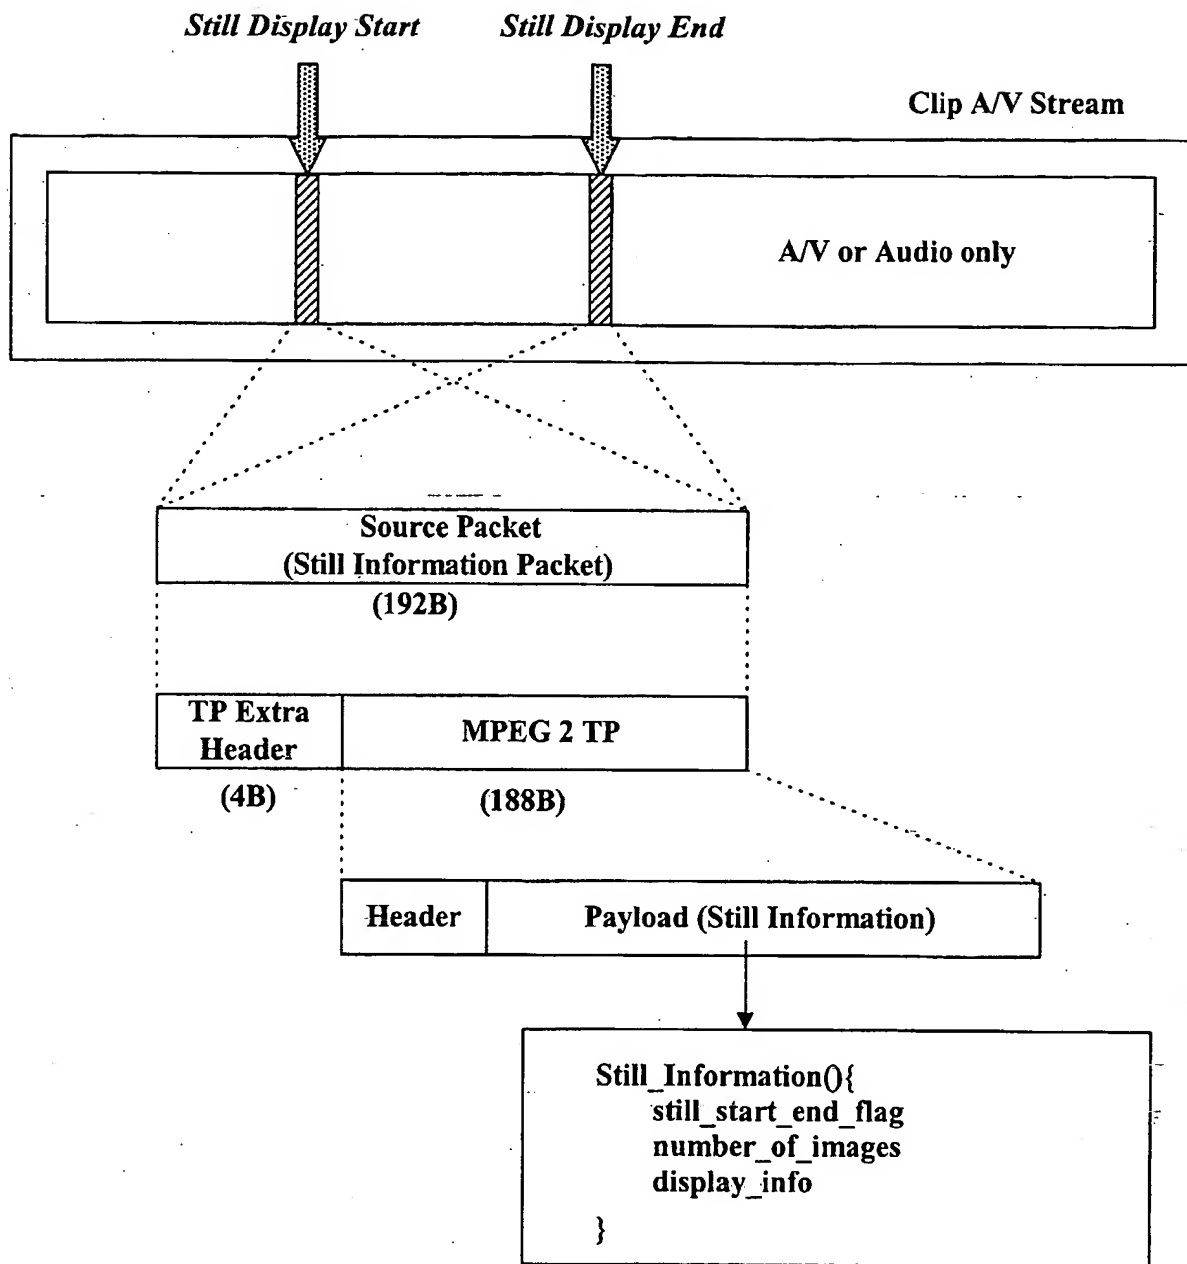 Still Display Start Still Display End
Clip A/V Stream
A/V or Audio only
Source Packet
(Still Information Packet)
(192B)
TP Extra
Header
MPEG 2 TP
(4B)
(188B)
Header
Payload (Still Information)
Still_Information(){
still_start_end_flag
number_of_images
display_info
}